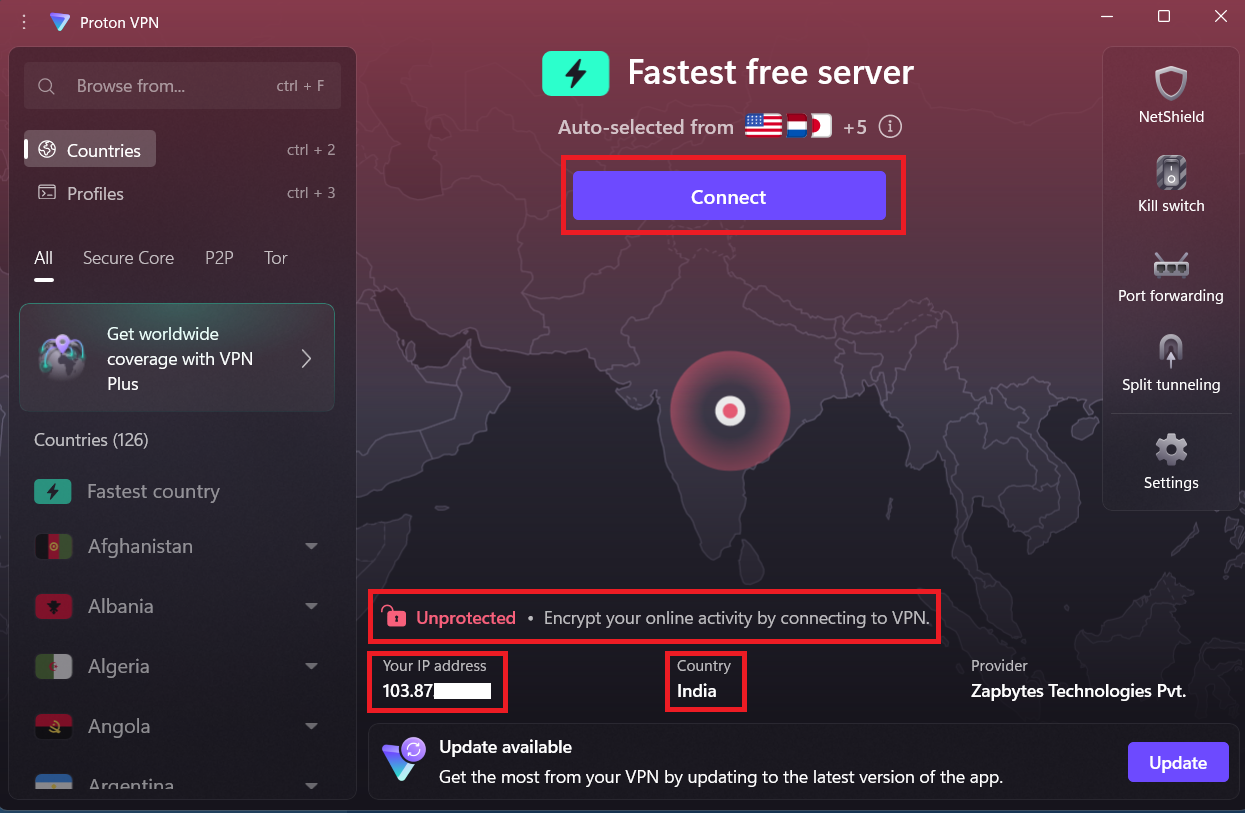 Proton VPN
Browse from...
ctrl + F
Countries
ctrl + 2
Profiles
ctrl + 3
All
Secure Core
P2P
Tor
Get worldwide
coverage with VPN
Plus
Countries (126)
Fastest country
Afghanistan
Albania
Algeria
Angola
Argentina
Fastest free server
Auto-selected from
+5
Connect
Unprotected • Encrypt your online activity by connecting to VPN.
Your IP address
103.87
Country
India
Provider
Zapbytes Technologies Pvt.
Update available
Get the most from your VPN by updating to the latest version of the app.
Update
NetShield
Kill switch
Port forwarding
Split tunneling
Settings